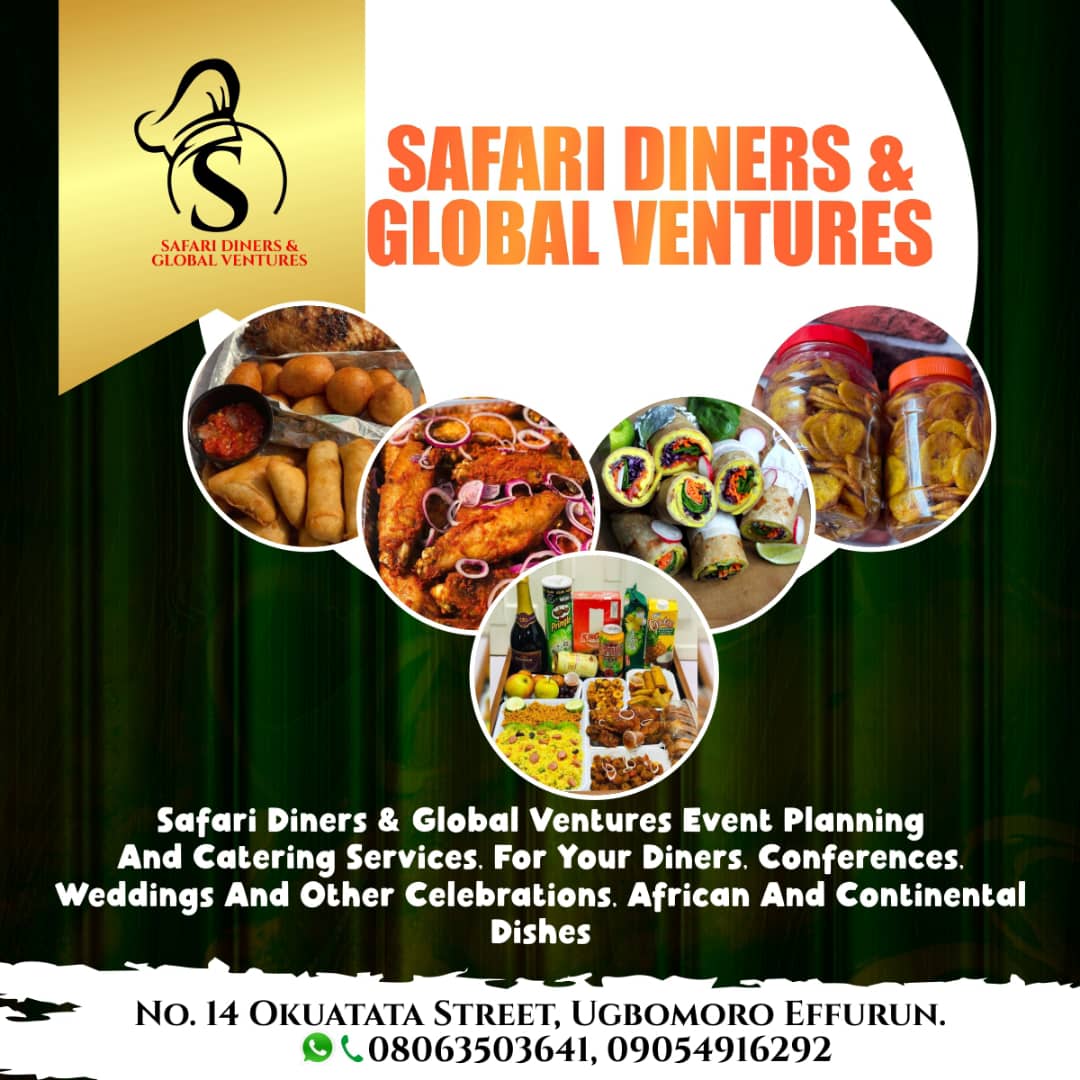 S
SAFARI DINERS &
GLOBAL VENTURES
SAFARI DINERS &
GLOBAL VENTURES
Pringles
Safari Diners & Global Ventures Event Planning
And Catering Services. For Your Diners, Conferences,
Weddings And Other Celebrations. African And Continental
Dishes
No. 14 Okuatata Street, Ugbomoro Effurun.
08063503641, 09054916292